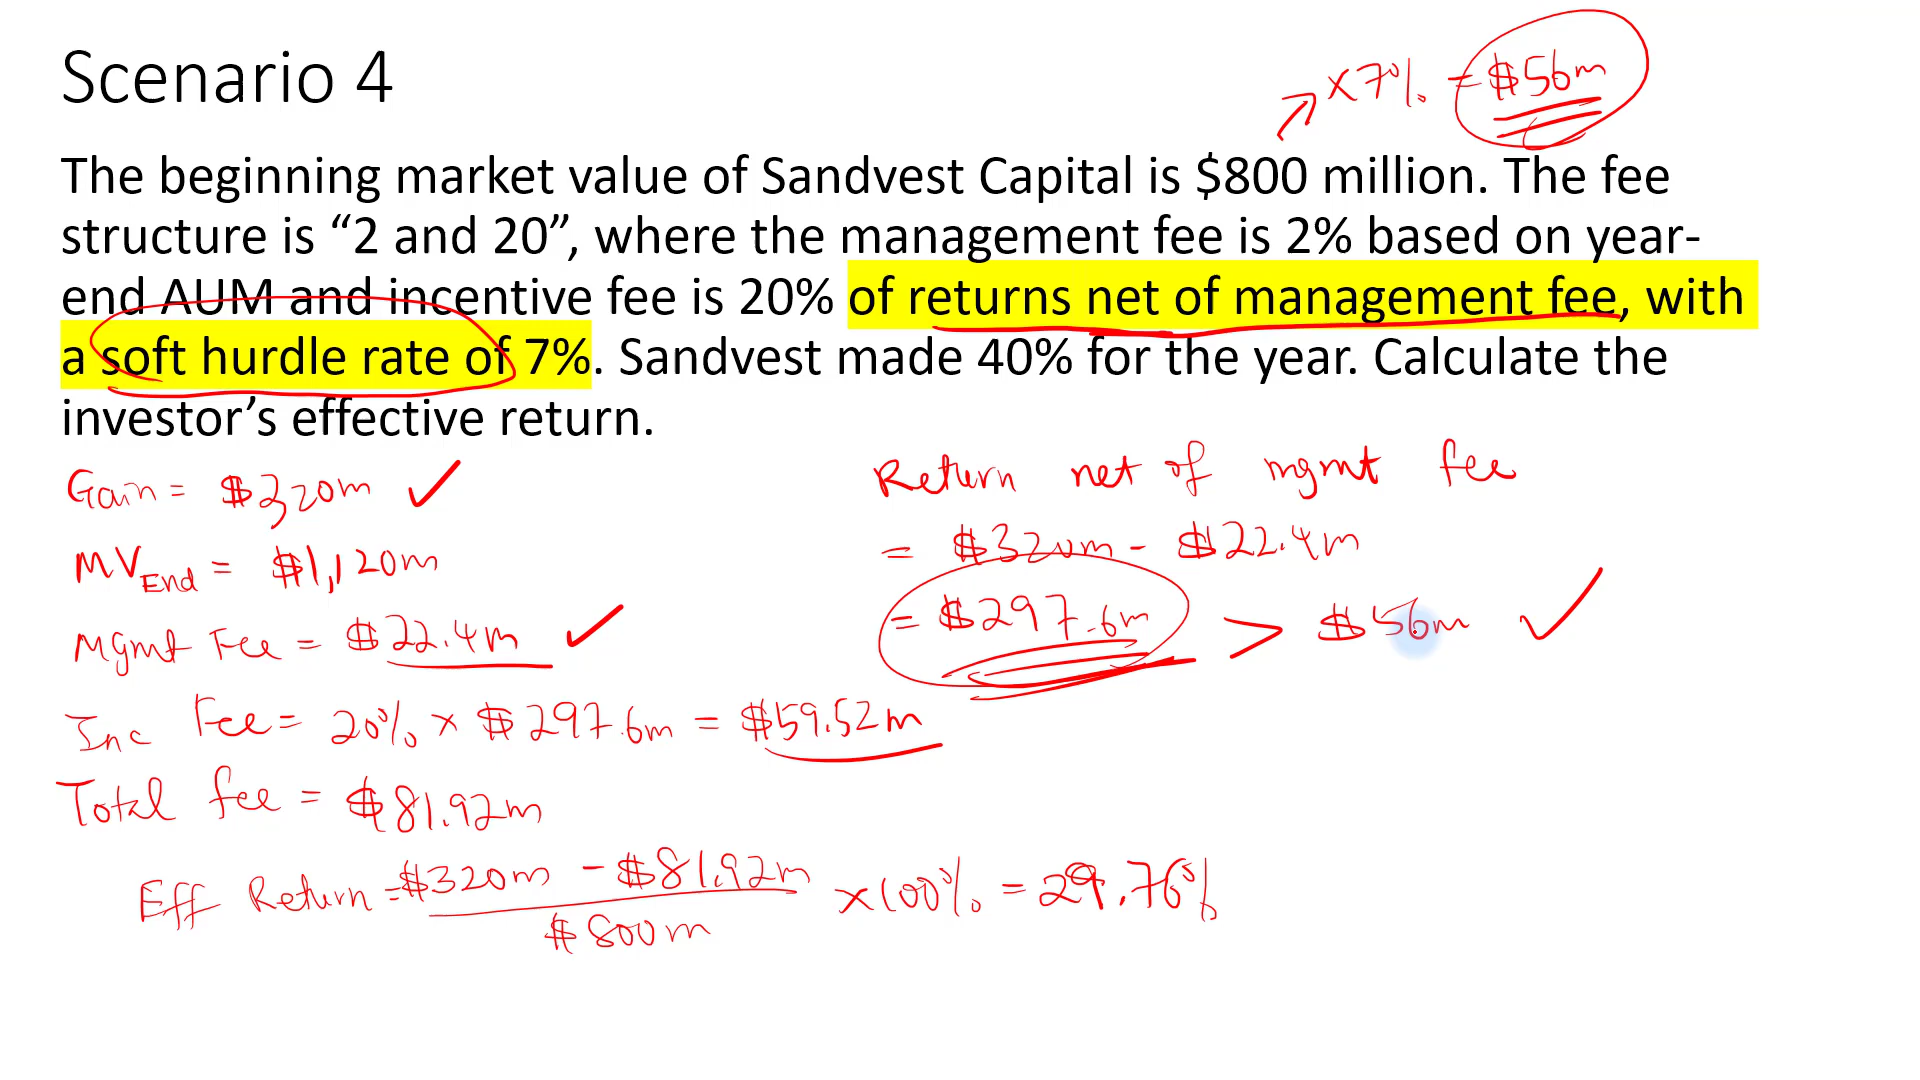 Scenario 4
x 7% = $56m
The beginning market value of Sandvest Capital is $800 million. The fee
structure is “2 and 20”, where the management fee is 2% based on year-
end AUM and incentive fee is 20% of returns net of management fee, with
a soft hurdle rate of 7%. Sandvest made 40% for the year. Calculate the
investor’s effective return.
Gain = $320m ✓
MV End = $1,120m
Mgmt Fee = $22.4m ✓
Return net of mgmt fee
= $320m - $22.4m
= $297.6m > $56m ✓
Inc Fee = 20% x $297.6m = $59.52m
Total fee = $81.92m
Eff Return = $320m - $81.92m x 100% = 29.76%
$800m